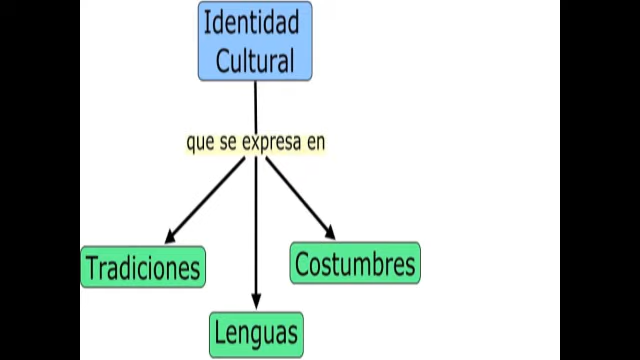 Identidad
Cultural
que se expresa en
Tradiciones
Costumbres
Lenguas